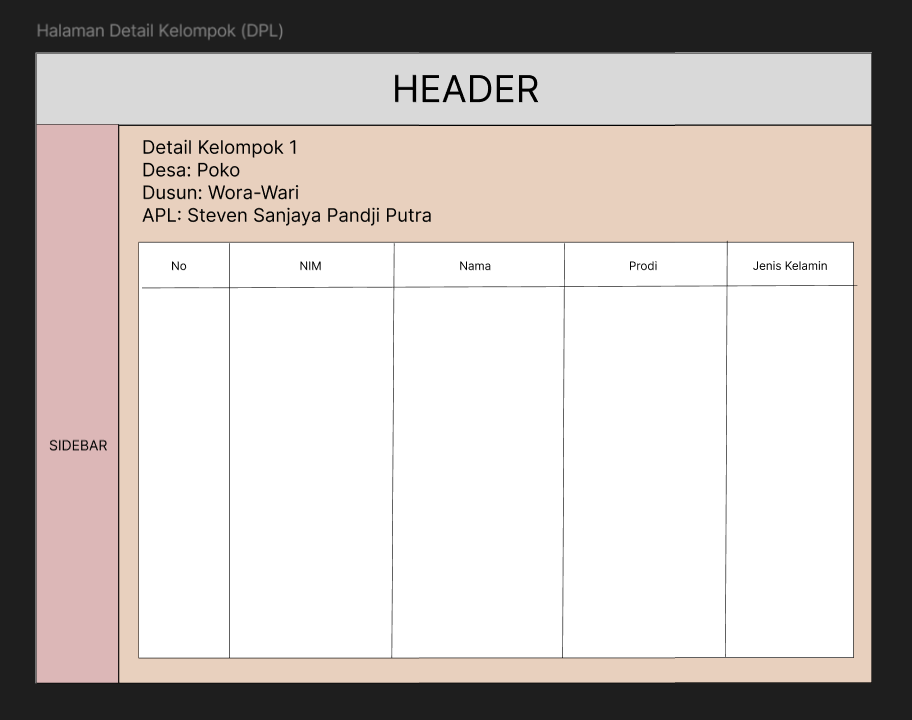 Halaman Detail Kelompok (DPL)
HEADER
Detail Kelompok 1
Desa: Poko
Dusun: Wora-Wari
APL: Steven Sanjaya Pandji Putra
No NIM Nama Prodi Jenis Kelamin
SIDEBAR